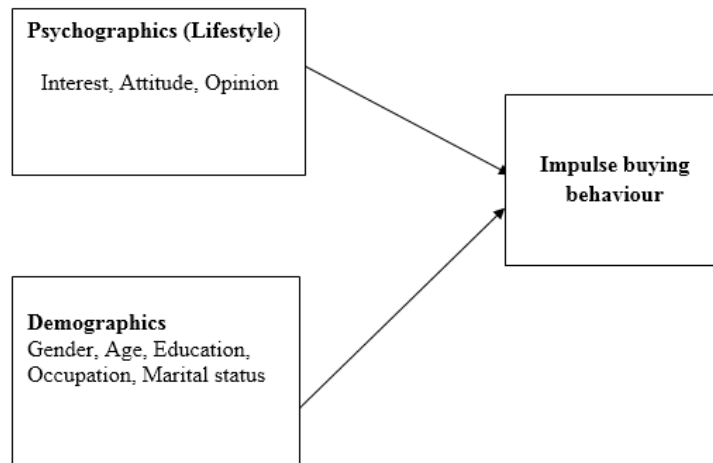 Psychographics (Lifestyle)
Interest, Attitude, Opinion
Impulse buying
behaviour
Demographics
Gender, Age, Education,
Occupation, Marital status